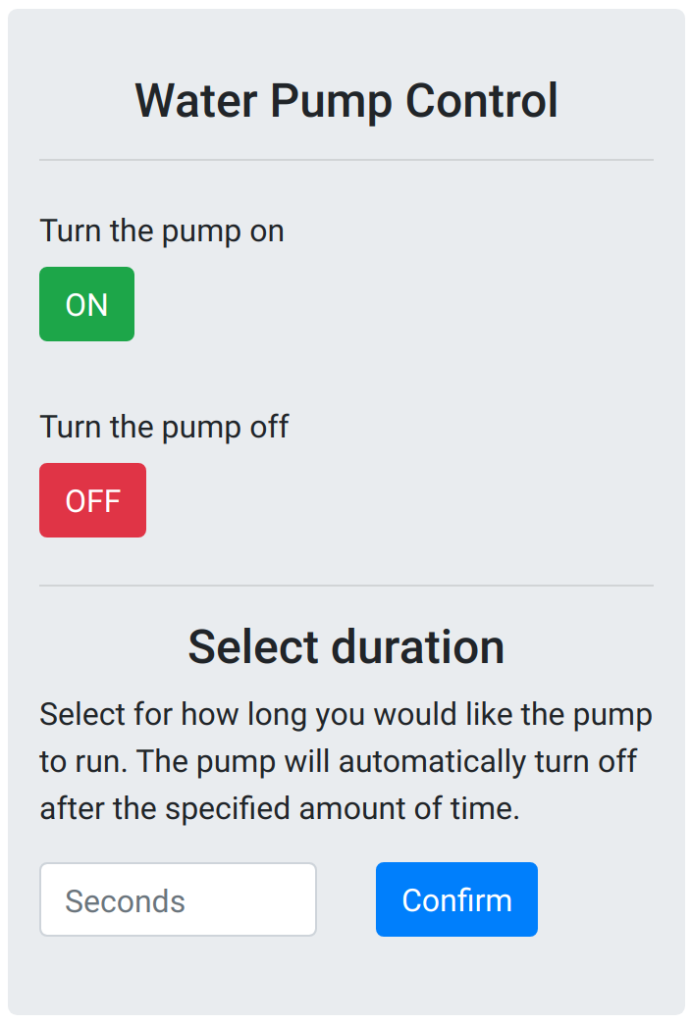 Water Pump Control
Turn the pump on
ON
Turn the pump off
OFF
Select duration
Select for how long you would like the pump
to run. The pump will automatically turn off
after the specified amount of time.
Seconds
Confirm